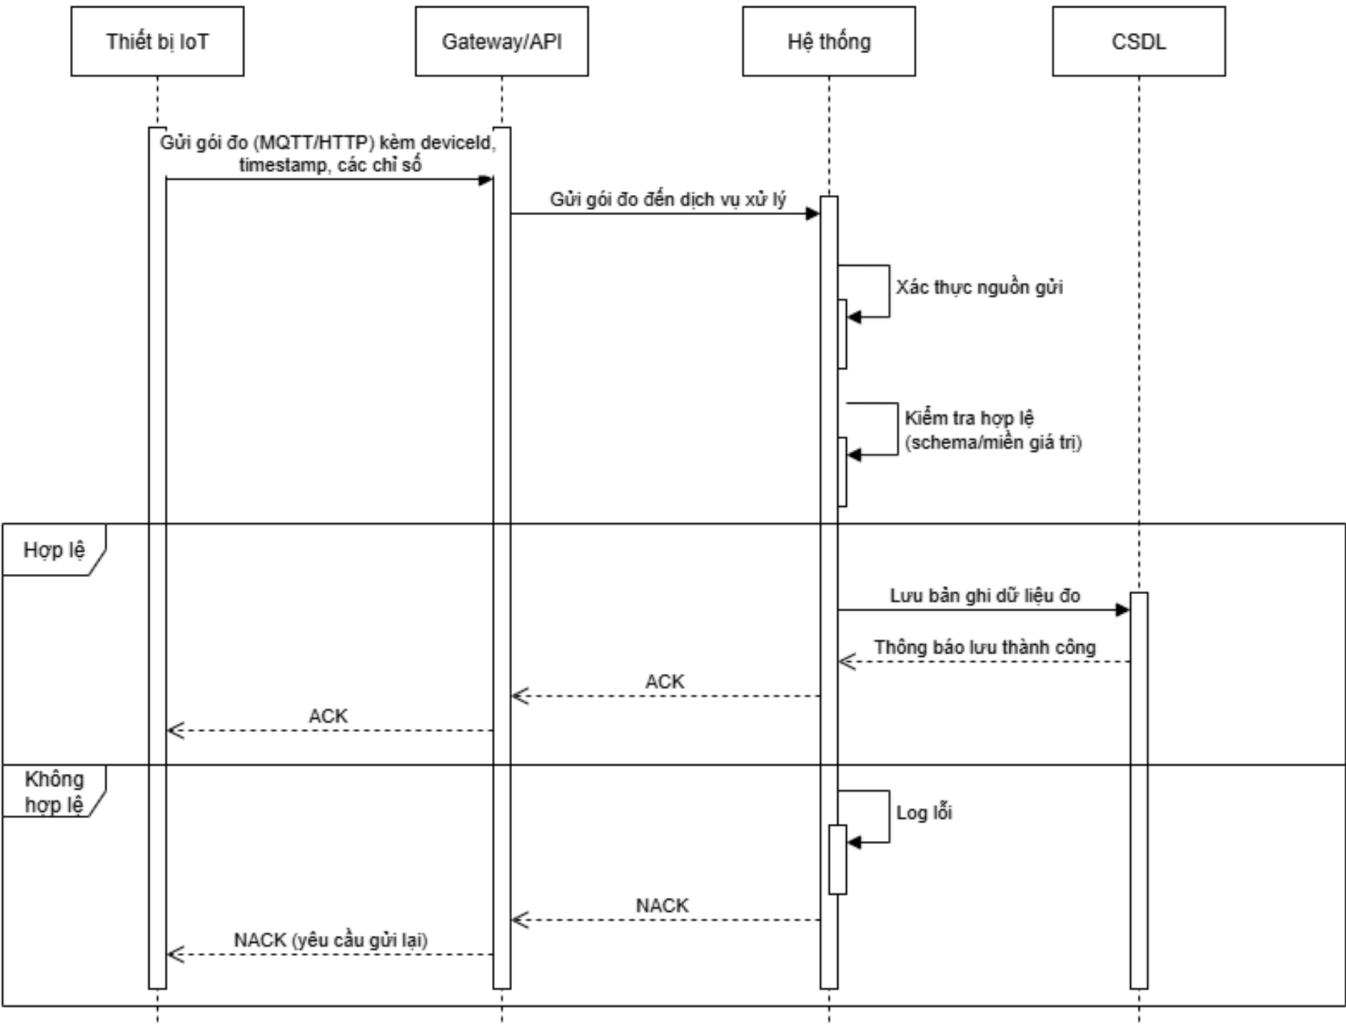 Thiết bị IoT
Gateway/API
Hệ thống
CSDL
Gửi gói đo (MQTT/HTTP) kèm deviceId,
timestamp, các chỉ số
Gửi gói đo đến dịch vụ xử lý
Xác thực nguồn gửi
Kiểm tra hợp lệ
(schema/miền giá trị)
Hợp lệ
Lưu bản ghi dữ liệu đo
Thông báo lưu thành công
ACK
ACK
Không
hợp lệ
Log lỗi
NACK
NACK (yêu cầu gửi lại)